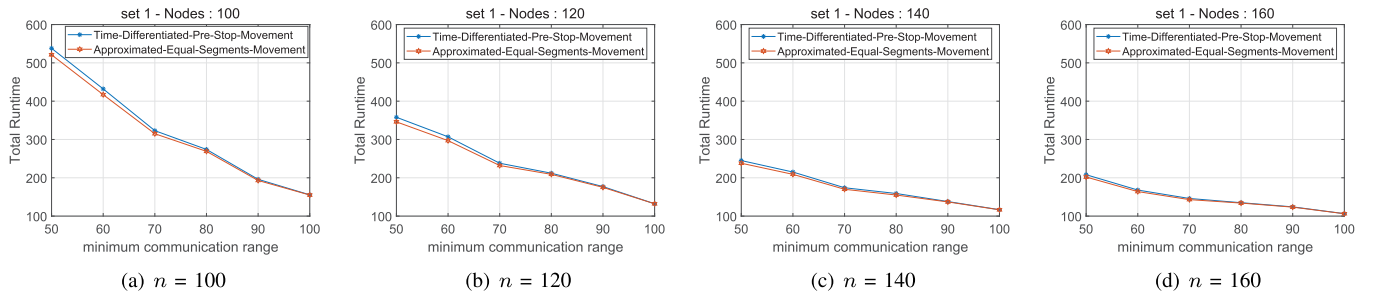 set 1 - Nodes : 100
Time-Differentiated-Pre-Stop-Movement
Approximated-Equal-Segments-Movement
600
500
400
300
200
100
Total Runtime
50 60 70 80 90 100
minimum communication range
(a) n = 100
set 1 - Nodes : 120
Time-Differentiated-Pre-Stop-Movement
Approximated-Equal-Segments-Movement
600
500
400
300
200
100
Total Runtime
50 60 70 80 90 100
minimum communication range
(b) n = 120
set 1 - Nodes : 140
Time-Differentiated-Pre-Stop-Movement
Approximated-Equal-Segments-Movement
600
500
400
300
200
100
Total Runtime
50 60 70 80 90 100
minimum communication range
(c) n = 140
set 1 - Nodes : 160
Time-Differentiated-Pre-Stop-Movement
Approximated-Equal-Segments-Movement
600
500
400
300
200
100
Total Runtime
50 60 70 80 90 100
minimum communication range
(d) n = 160